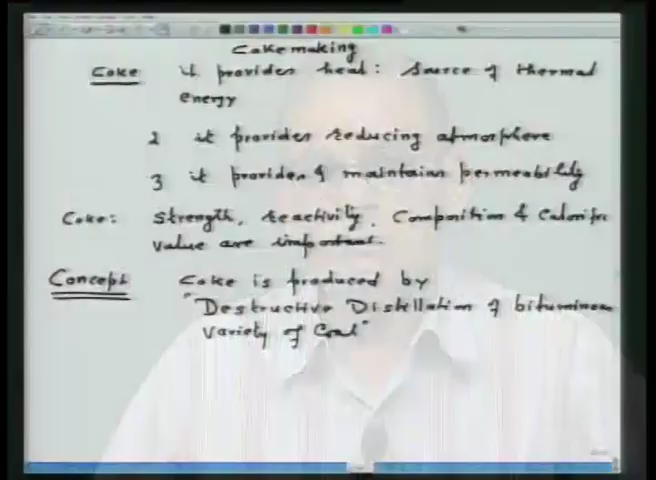 Cokemaking
Coke it provides heat: Source of thermal
energy
2 it provides reducing atmosphere
3 it provides & maintains permeability
Coke: Strength, reactivity, Composition & Calorific
value are important.
Concept Coke is produced by
"Destructive Distillation of bituminous
variety of Coal"